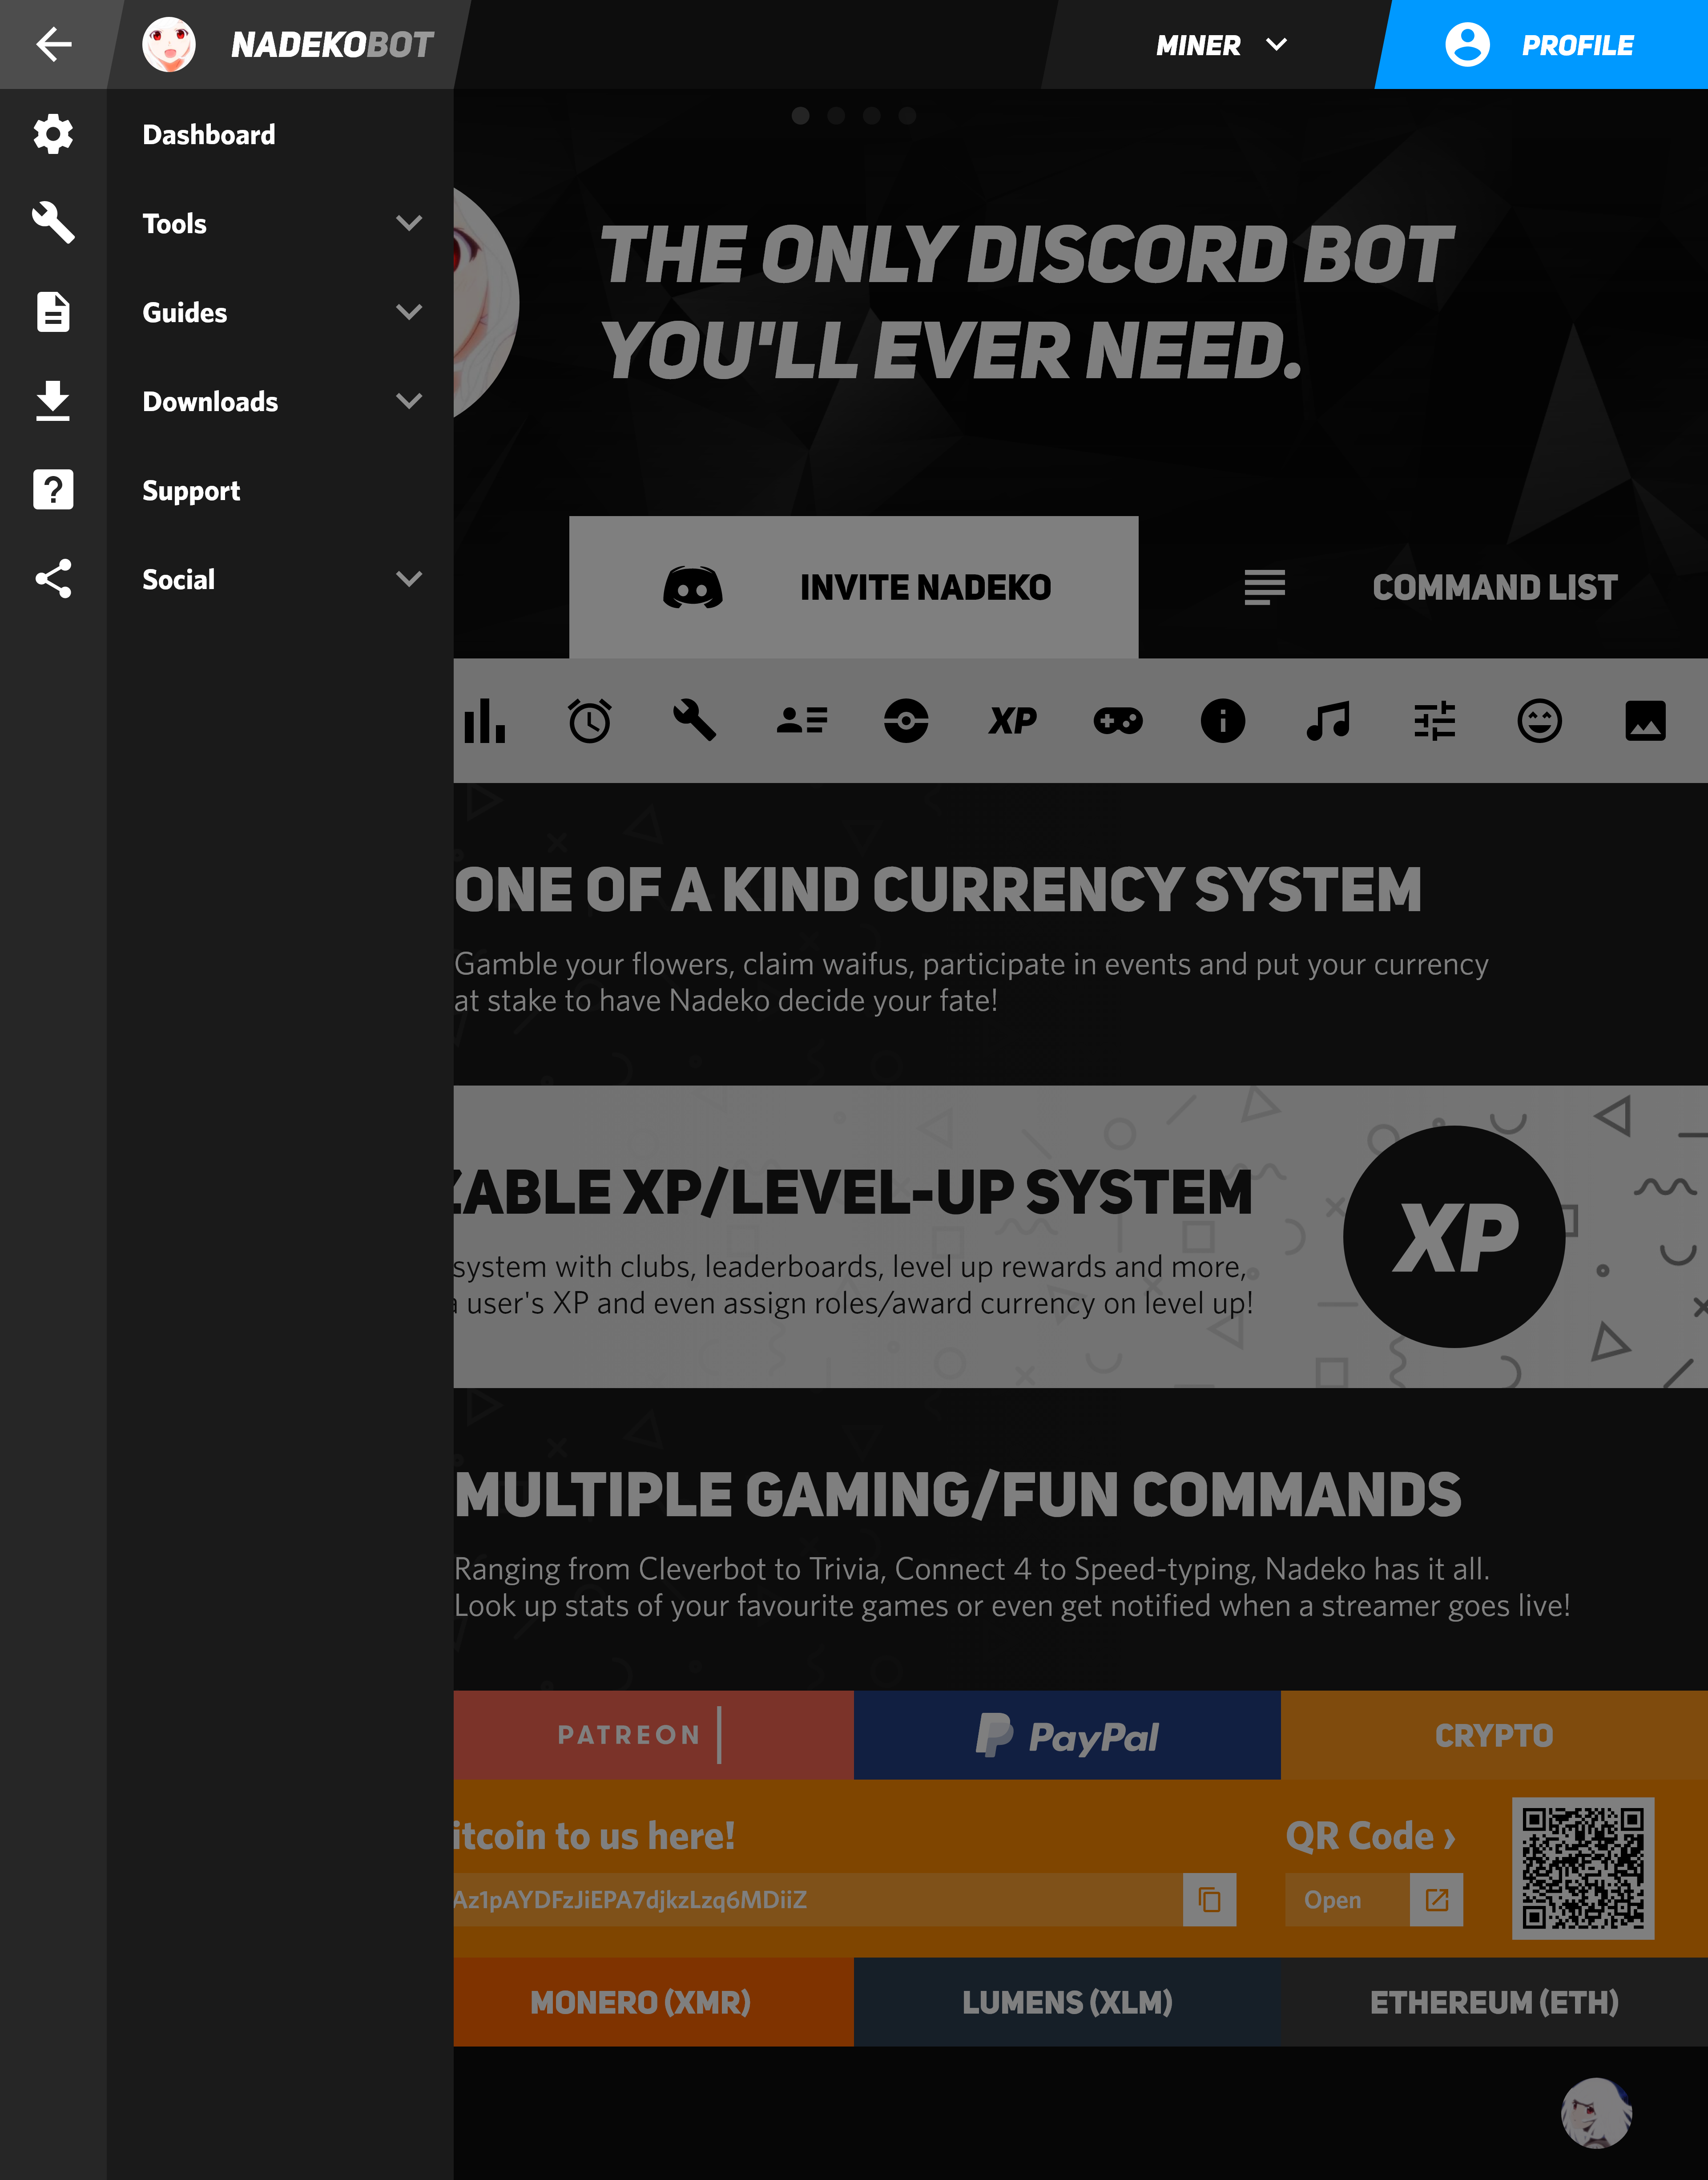 NADEKOBOT
MINER
PROFILE
Dashboard
Tools
Guides
Downloads
Support
Social
THE ONLY DISCORD BOT
YOU'LL EVER NEED.
INVITE NADEKO
COMMAND LIST
XP
ONE OF A KIND CURRENCY SYSTEM
Gamble your flowers, claim waifus, participate in events and put your currency
at stake to have Nadeko decide your fate!
ZABLE XP/LEVEL-UP SYSTEM
system with clubs, leaderboards, level up rewards and more,
a user's XP and even assign roles/award currency on level up!
XP
MULTIPLE GAMING/FUN COMMANDS
Ranging from Cleverbot to Trivia, Connect 4 to Speed-typing, Nadeko has it all.
Look up stats of your favourite games or even get notified when a streamer goes live!
PATREON
PayPal
CRYPTO
itcoin to us here!
QR Code ›
Az1pAYDFzJiEPA7djkzLzq6MDiiZ
Open
MONERO (XMR)
LUMENS (XLM)
ETHEREUM (ETH)